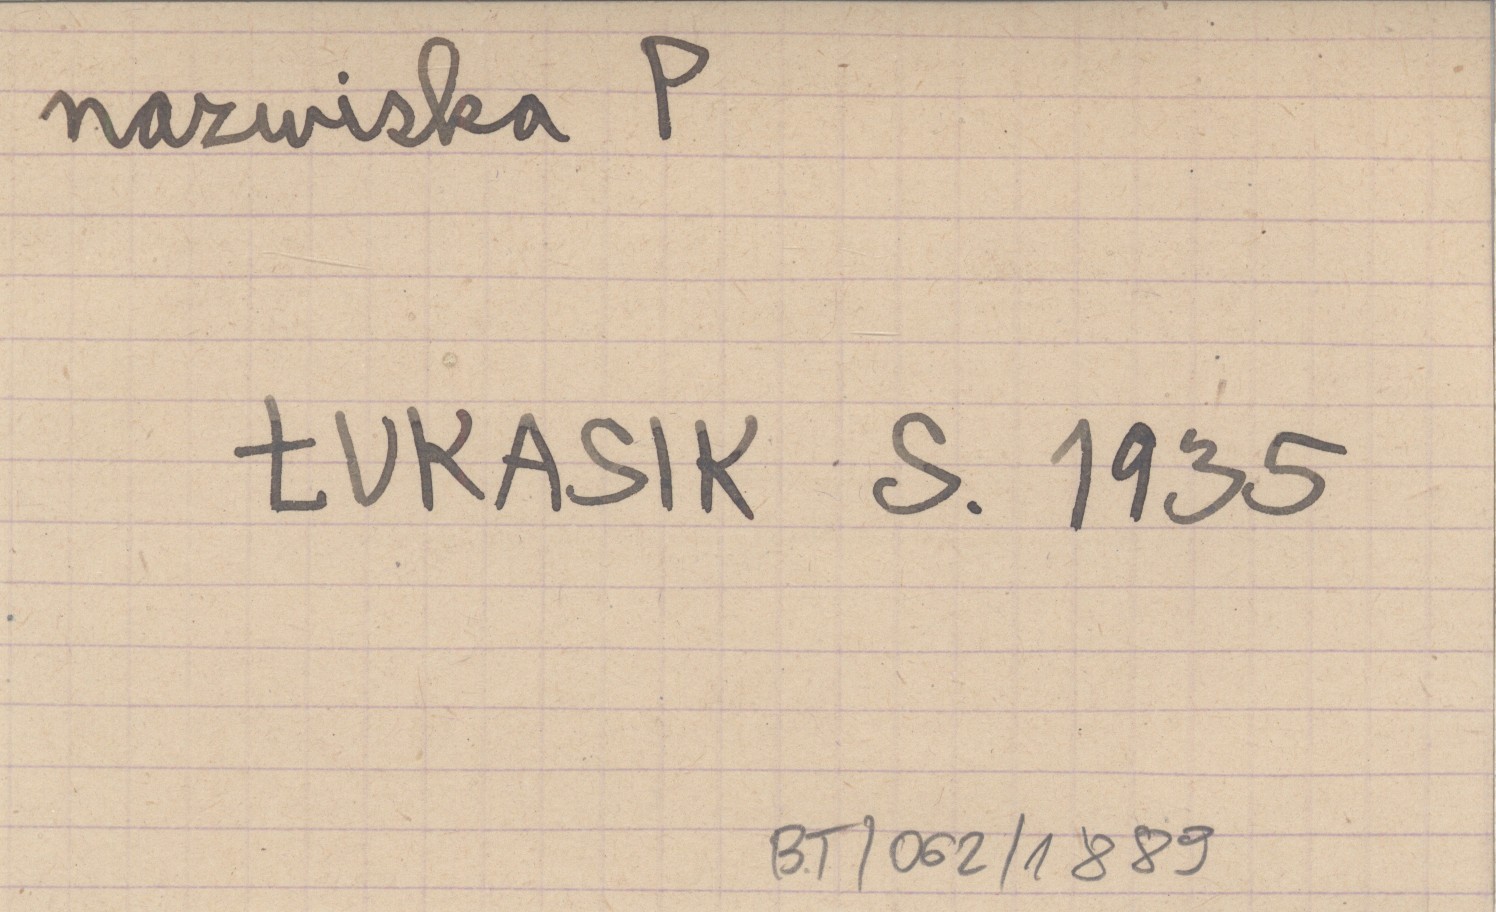 nazwiska P
ŁUKASIK S. 1935
BT/062/1889